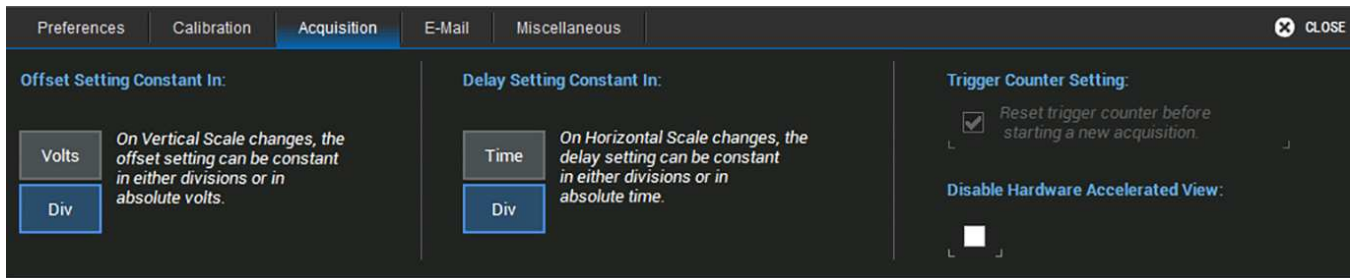 Preferences Calibration Acquisition E-Mail Miscellaneous CLOSE
Offset Setting Constant In:
Volts
Div
On Vertical Scale changes, the
offset setting can be constant
in either divisions or in
absolute volts.
Delay Setting Constant In:
Time
Div
On Horizontal Scale changes, the
delay setting can be constant
in either divisions or in
absolute time.
Trigger Counter Setting:
Reset trigger counter before
starting a new acquisition.
Disable Hardware Accelerated View: